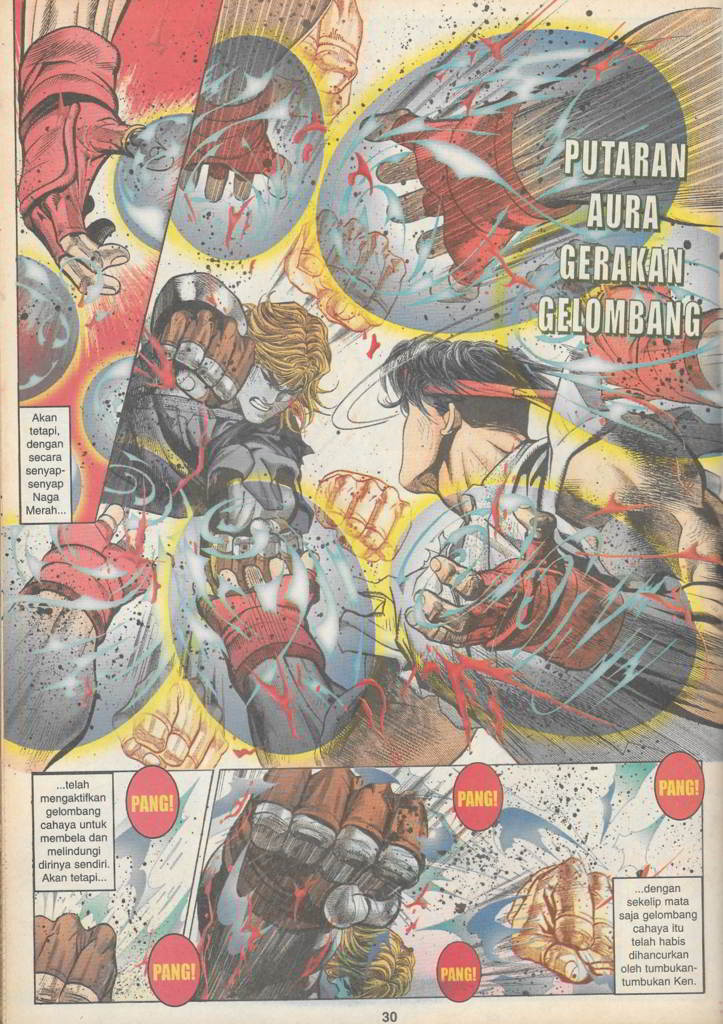 PUTARAN
AURA
GERAKAN
GELOMBANG
Akan
tetapi,
dengan
secara
senyap-
senyap
Naga
Merah...
...telah
mengaktifkan
gelombang
cahaya untuk
membela dan
melindungi
dirinya sendiri.
Akan tetapi...
PANG!
PANG!
PANG!
PANG!
PANG!
...dengan
sekelip mata
saja gelombang
cahaya itu
telah habis
dihancurkan
oleh tumbukan-
tumbukan Ken.
30